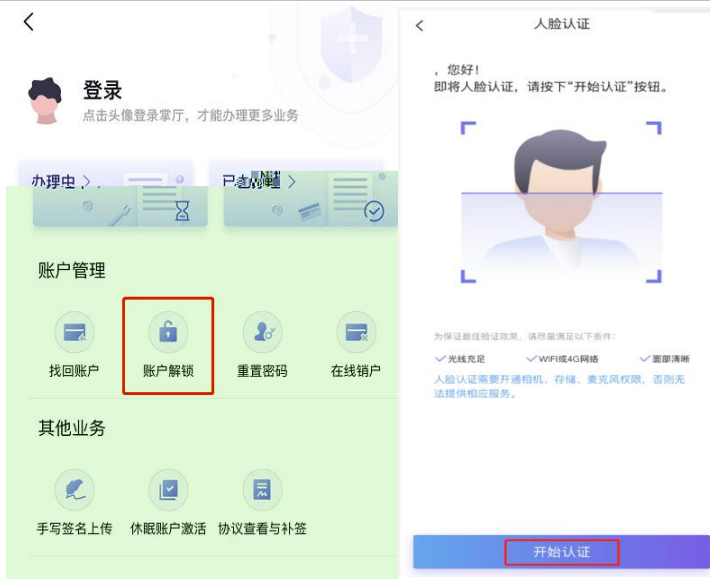 登录
点击头像登录掌厅，才能办理更多业务
办理中
账户管理
找回账户
账户解锁
重置密码
在线销户
其他业务
手写签名上传
休眠账户激活
协议查看与补签
人脸认证
，您好!
即将人脸认证，请按下“开始认证”按钮。
为保证最佳验证效果，请尽量满足以下条件:
光线充足
WIFI或4G网络
面部清晰
人脸认证需要开通相机、存储、麦克风权限，否则无
法提供相应服务。
开始认证